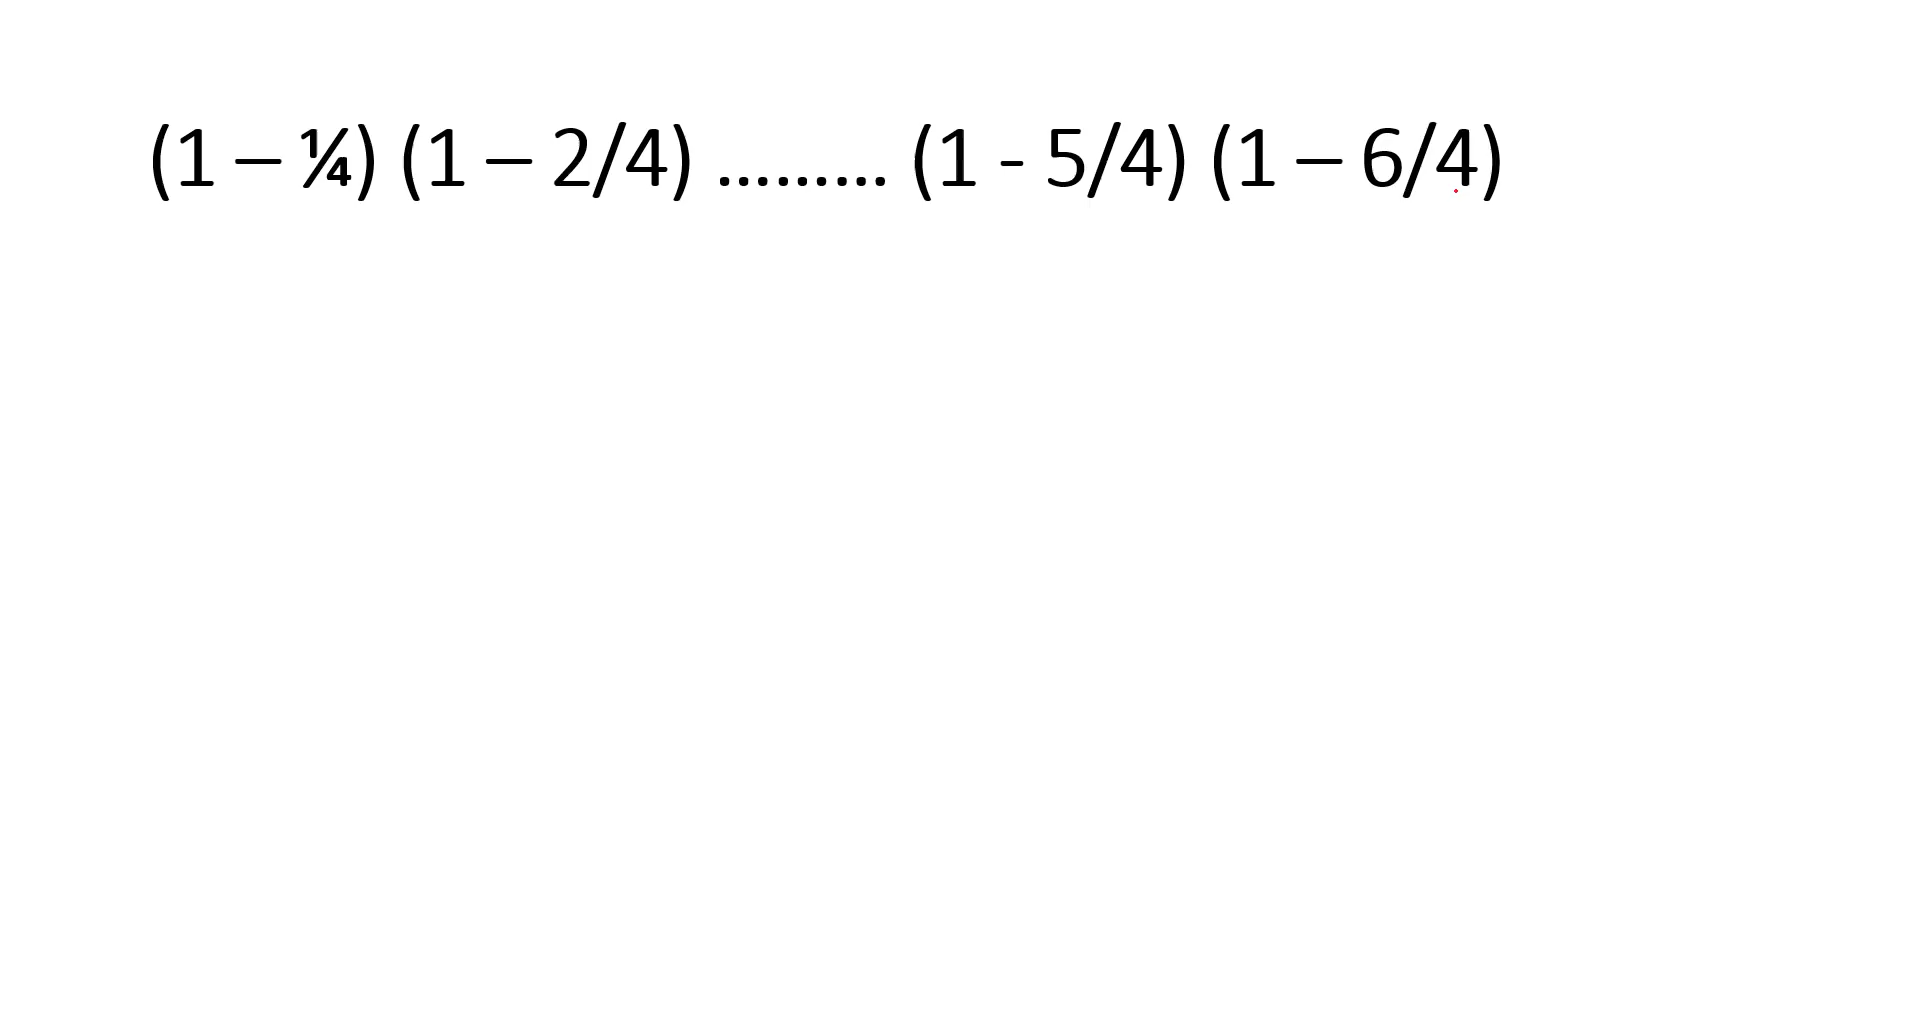 (1 – ¼) (1 – 2/4) ......... (1 - 5/4) (1 – 6/4)